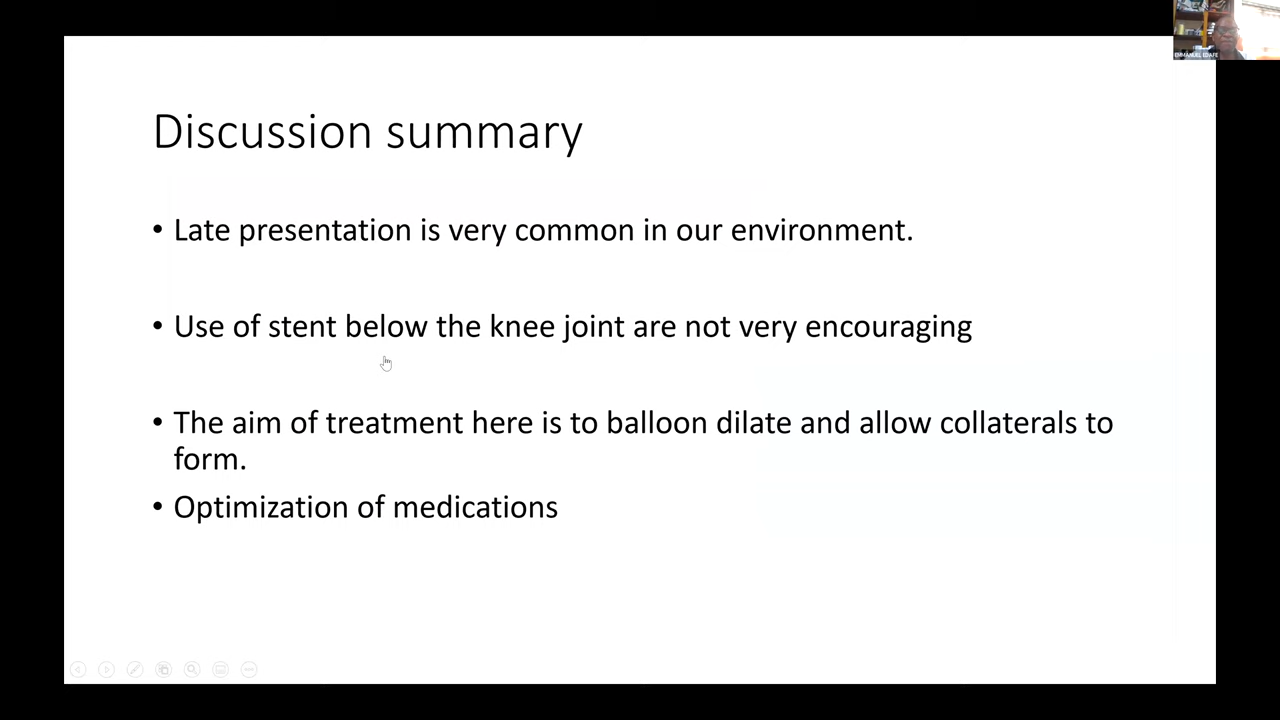 EMMANUEL EDAFE
Discussion summary
• Late presentation is very common in our environment.
• Use of stent below the knee joint are not very encouraging
• The aim of treatment here is to balloon dilate and allow collaterals to
form.
• Optimization of medications